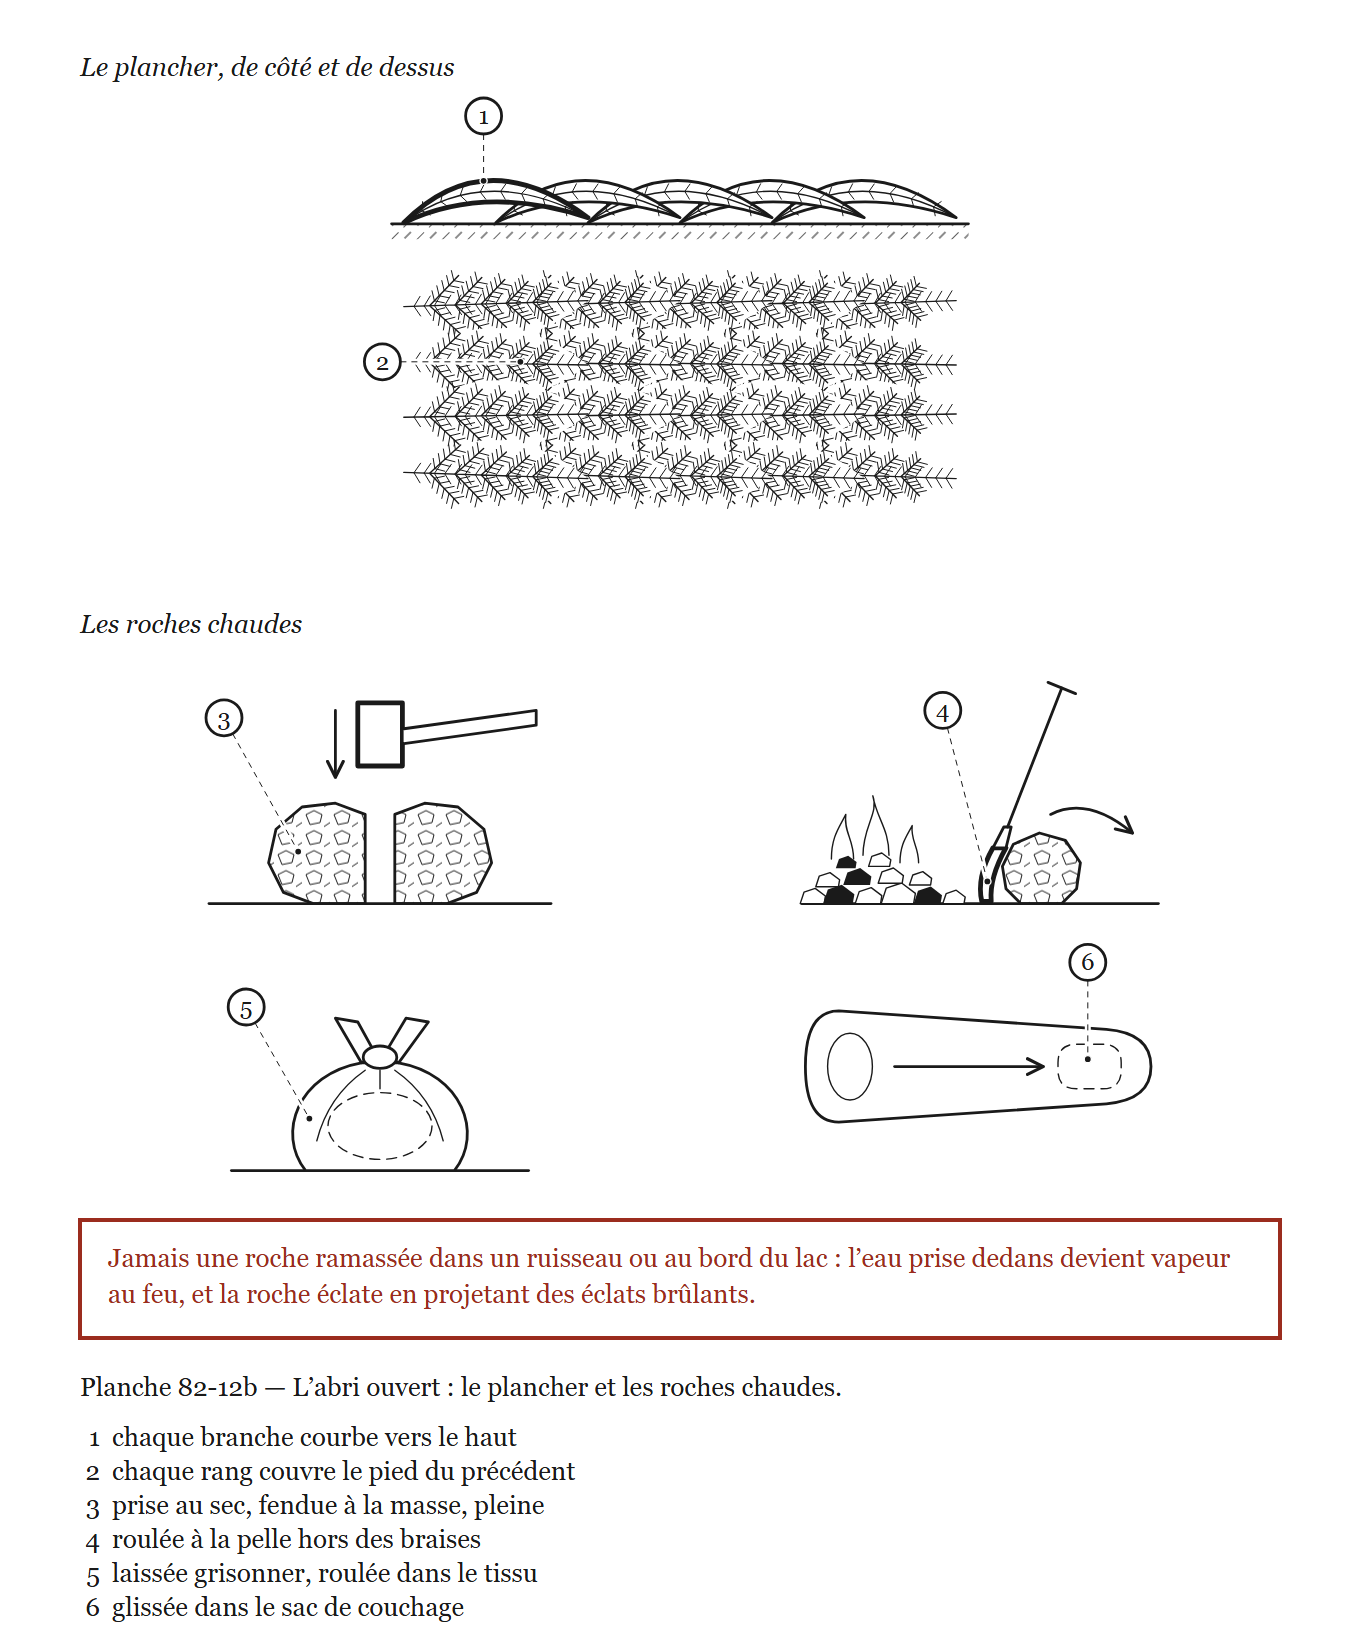 Le plancher, de côté et de dessus
1
2
Les roches chaudes
3
4
5
6
Jamais une roche ramassée dans un ruisseau ou au bord du lac : l’eau prise dedans devient vapeur
au feu, et la roche éclate en projetant des éclats brûlants.
Planche 82-12b — L’abri ouvert : le plancher et les roches chaudes.
1 chaque branche courbe vers le haut
2 chaque rang couvre le pied du précédent
3 prise au sec, fendue à la masse, pleine
4 roulée à la pelle hors des braises
5 laissée grisonner, roulée dans le tissu
6 glissée dans le sac de couchage